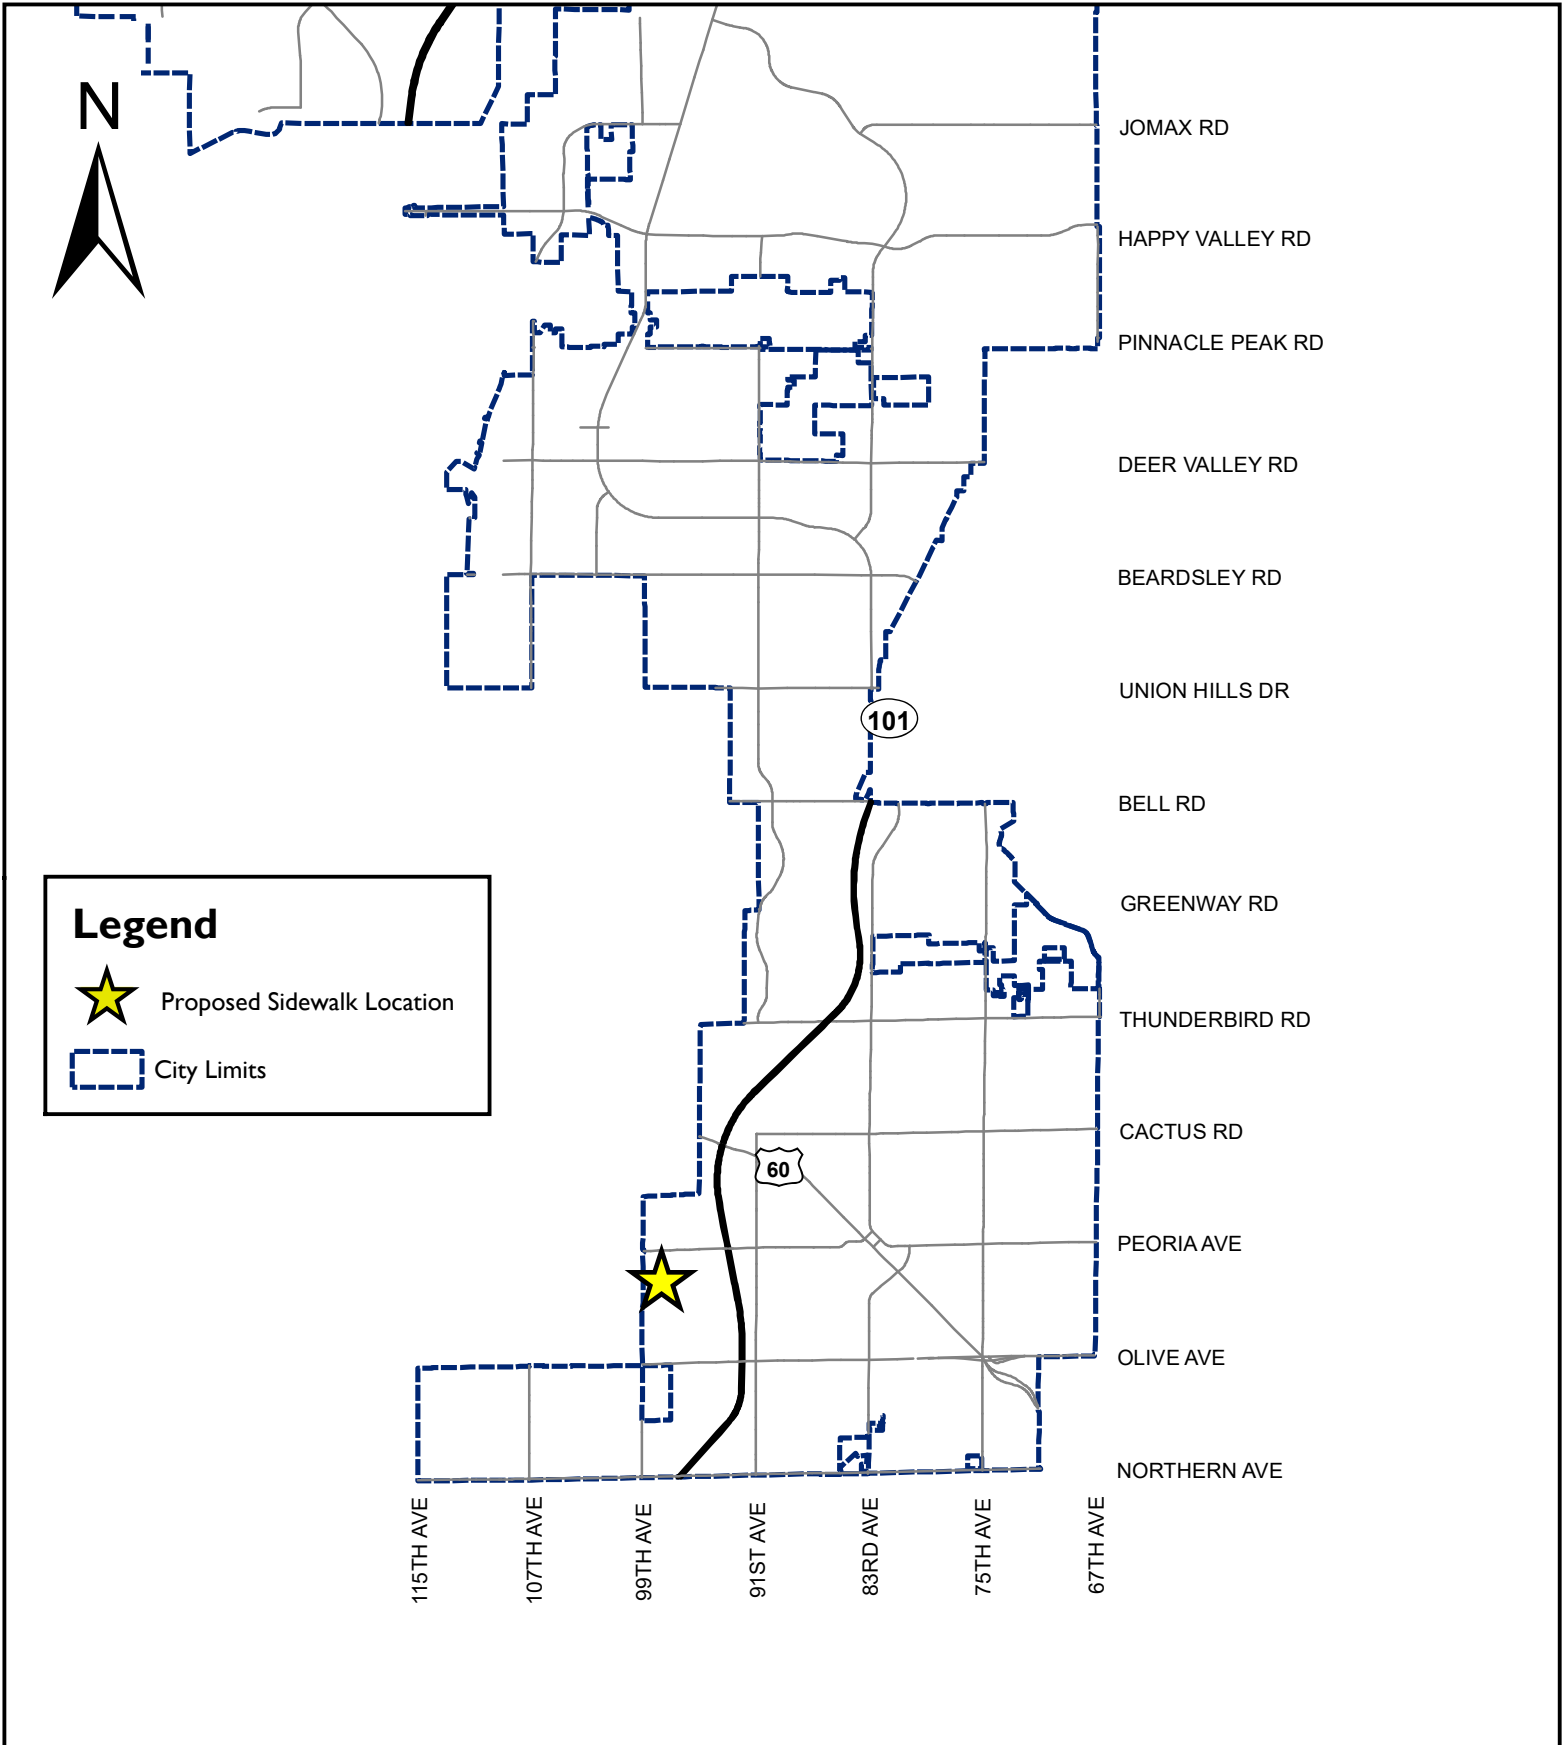 N
JOMAX RD
HAPPY VALLEY RD
PINNACLE PEAK RD
DEER VALLEY RD
BEARDSLEY RD
UNION HILLS DR
101
BELL RD
GREENWAY RD
Legend
Proposed Sidewalk Location
City Limits
THUNDERBIRD RD
CACTUS RD
60
PEORIA AVE
OLIVE AVE
NORTHERN AVE
115TH AVE
107TH AVE
99TH AVE
91ST AVE
83RD AVE
75TH AVE
67TH AVE